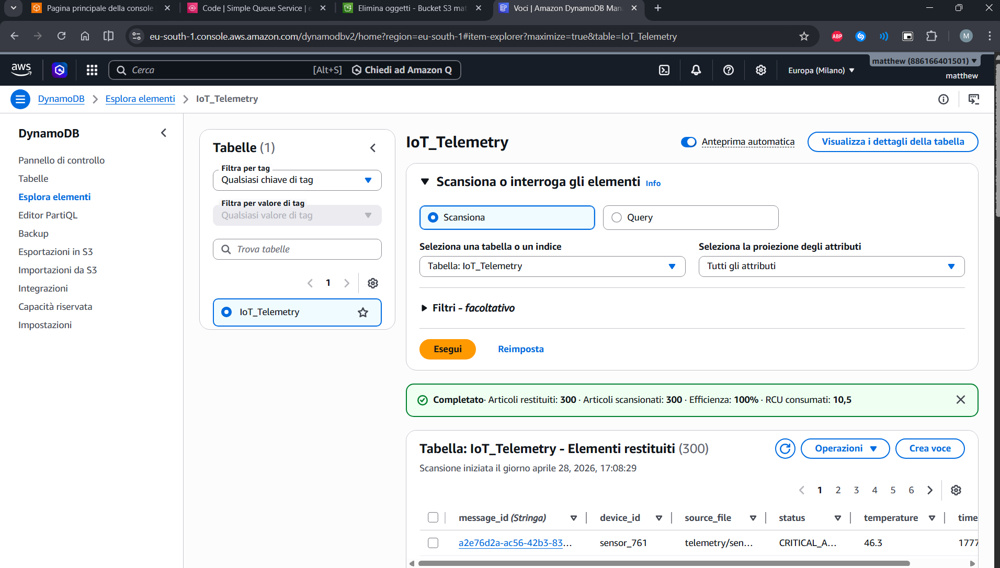 Pagina principale della console
Code | Simple Queue Service | e
Elimina oggetti - Bucket S3 mat
Voci | Amazon DynamoDB Man
eu-south-1.console.aws.amazon.com/dynamodbv2/home?region=eu-south-1#item-explorer?maximize=true&table=IoT_Telemetry
ABP
M
aws
Cerca
[Alt+S]
Chiedi ad Amazon Q
Europa (Milano)
matthew (886166401501)
matthew
DynamoDB
Esplora elementi
IoT_Telemetry
DynamoDB
Pannello di controllo
Tabelle
Esplora elementi
Editor PartiQL
Backup
Esportazioni in S3
Importazioni da S3
Integrazioni
Capacità riservata
Impostazioni
Tabelle (1)
Filtra per tag
Qualsiasi chiave di tag
Filtra per valore di tag
Qualsiasi valore di tag
Trova tabelle
1
IoT_Telemetry
IoT_Telemetry
Anteprima automatica
Visualizza i dettagli della tabella
Scansiona o interroga gli elementi Info
Scansiona
Query
Seleziona una tabella o un indice
Tabella: IoT_Telemetry
Seleziona la proiezione degli attributi
Tutti gli attributi
Filtri - facoltativo
Esegui
Reimposta
Completato· Articoli restituiti: 300 · Articoli scansionati: 300 · Efficienza: 100% · RCU consumati: 10,5
Tabella: IoT_Telemetry - Elementi restituiti (300)
Operazioni
Crea voce
Scansione iniziata il giorno aprile 28, 2026, 17:08:29
1 2 3 4 5 6
message_id (Stringa) device_id source_file status temperature time
a2e76d2a-ac56-42b3-83... sensor_761 telemetry/sen... CRITICAL_A... 46.3 1777